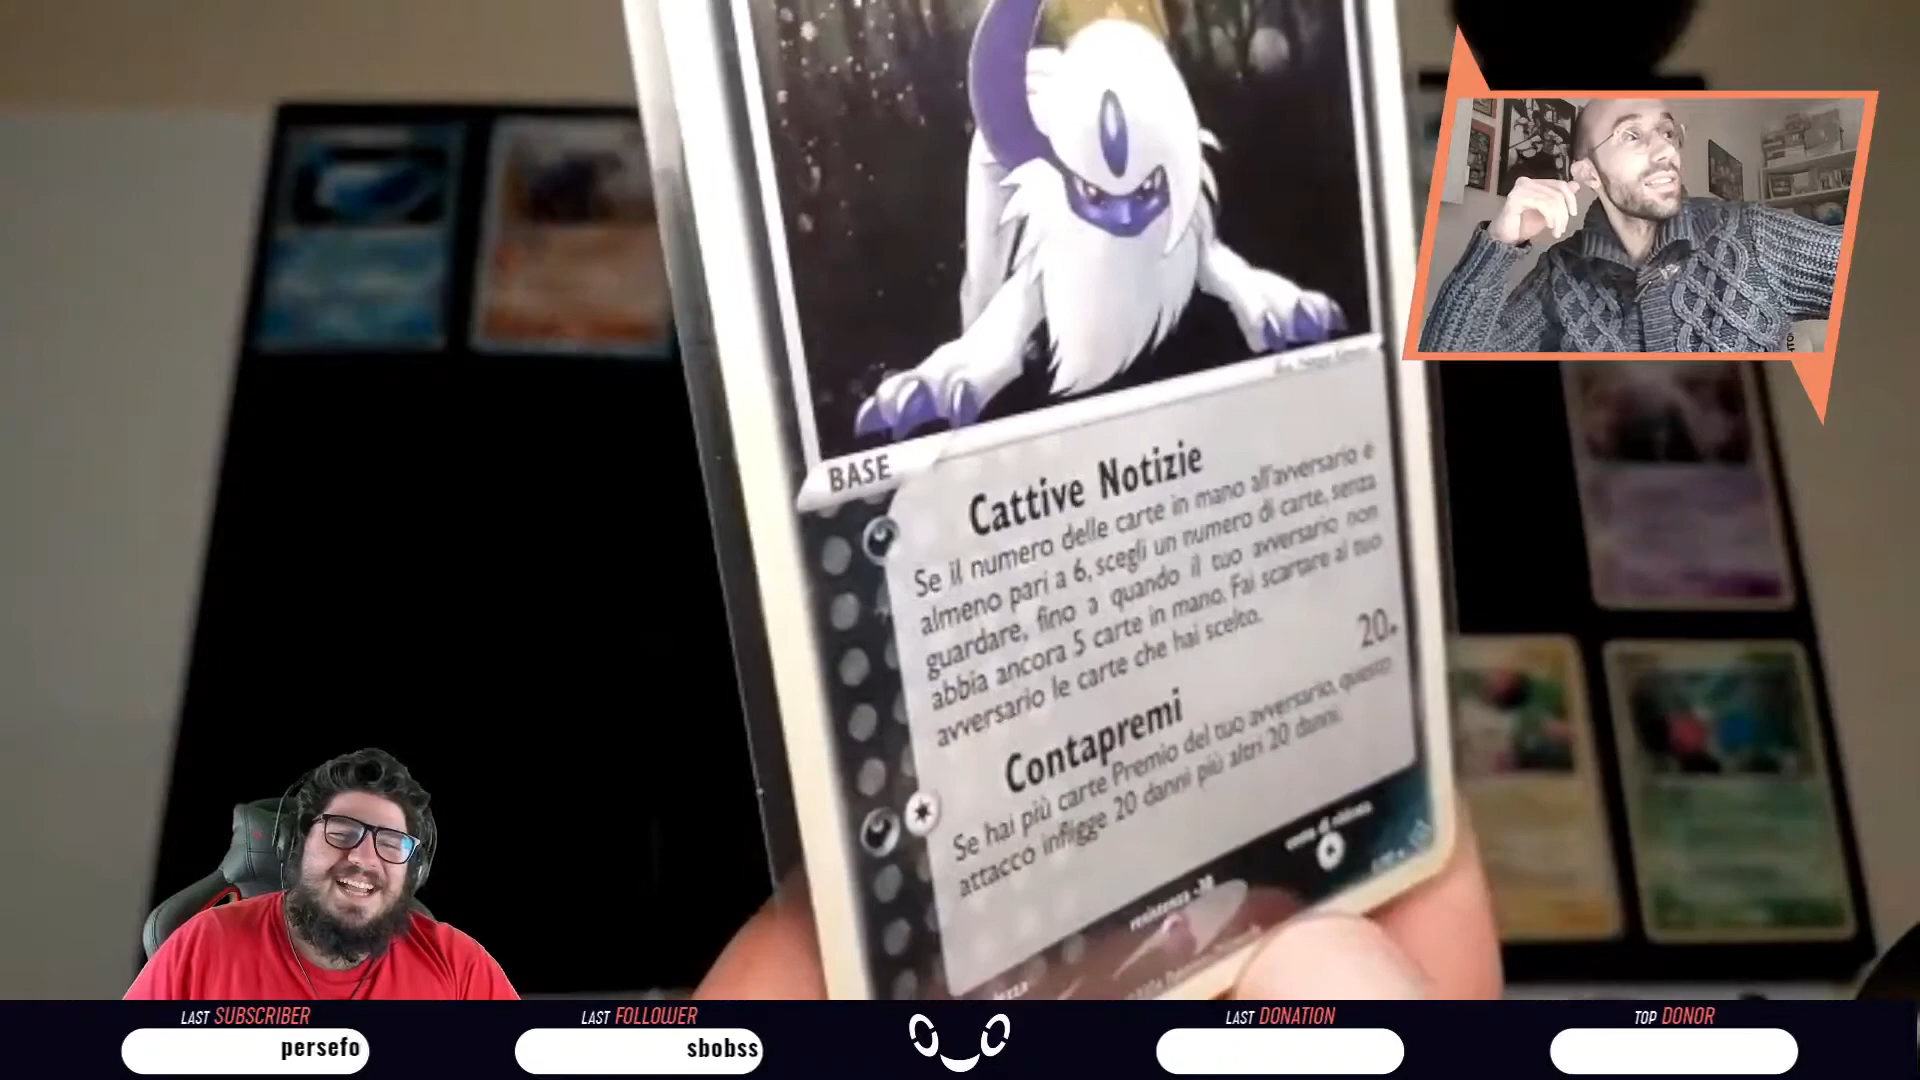 BASE
Cattive Notizie
Se il numero delle carte in mano all'avversario è
almeno pari a 6, scegli un numero di carte, senza
guardare, fino a quando il tuo avversario non
abbia ancora 5 carte in mano. Fai scartare al tuo
avversario le carte che hai scelto.
Contapremi
20+
Se hai più carte Premio del tuo avversario, questo
attacco infligge 20 danni più altri 20 danni.
resistenza -30
LAST SUBSCRIBER
persefo
LAST FOLLOWER
sbobss
LAST DONATION
TOP DONOR